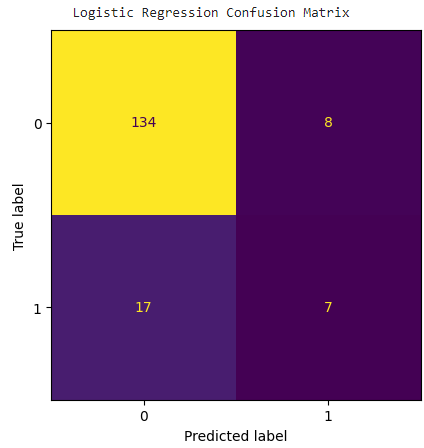 Logistic Regression Confusion Matrix
0
134
8
True label
1
17
7
0 1
Predicted label